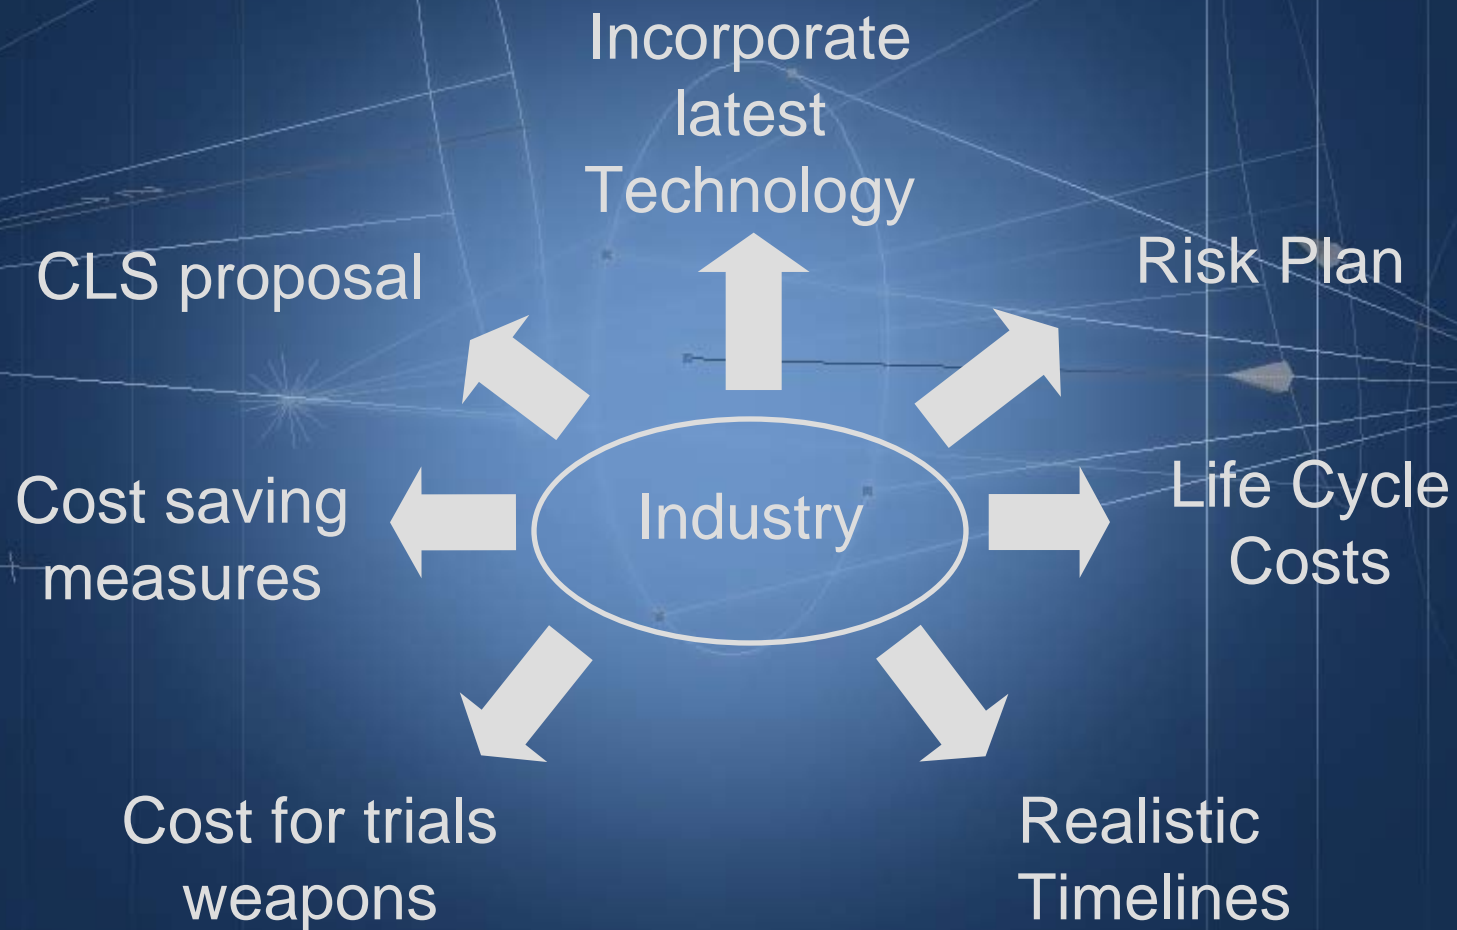 Incorporate
latest
Technology
CLS proposal
Risk Plan
Cost saving
measures
Industry
Life Cycle
Costs
Cost for trials
weapons
Realistic
Timelines